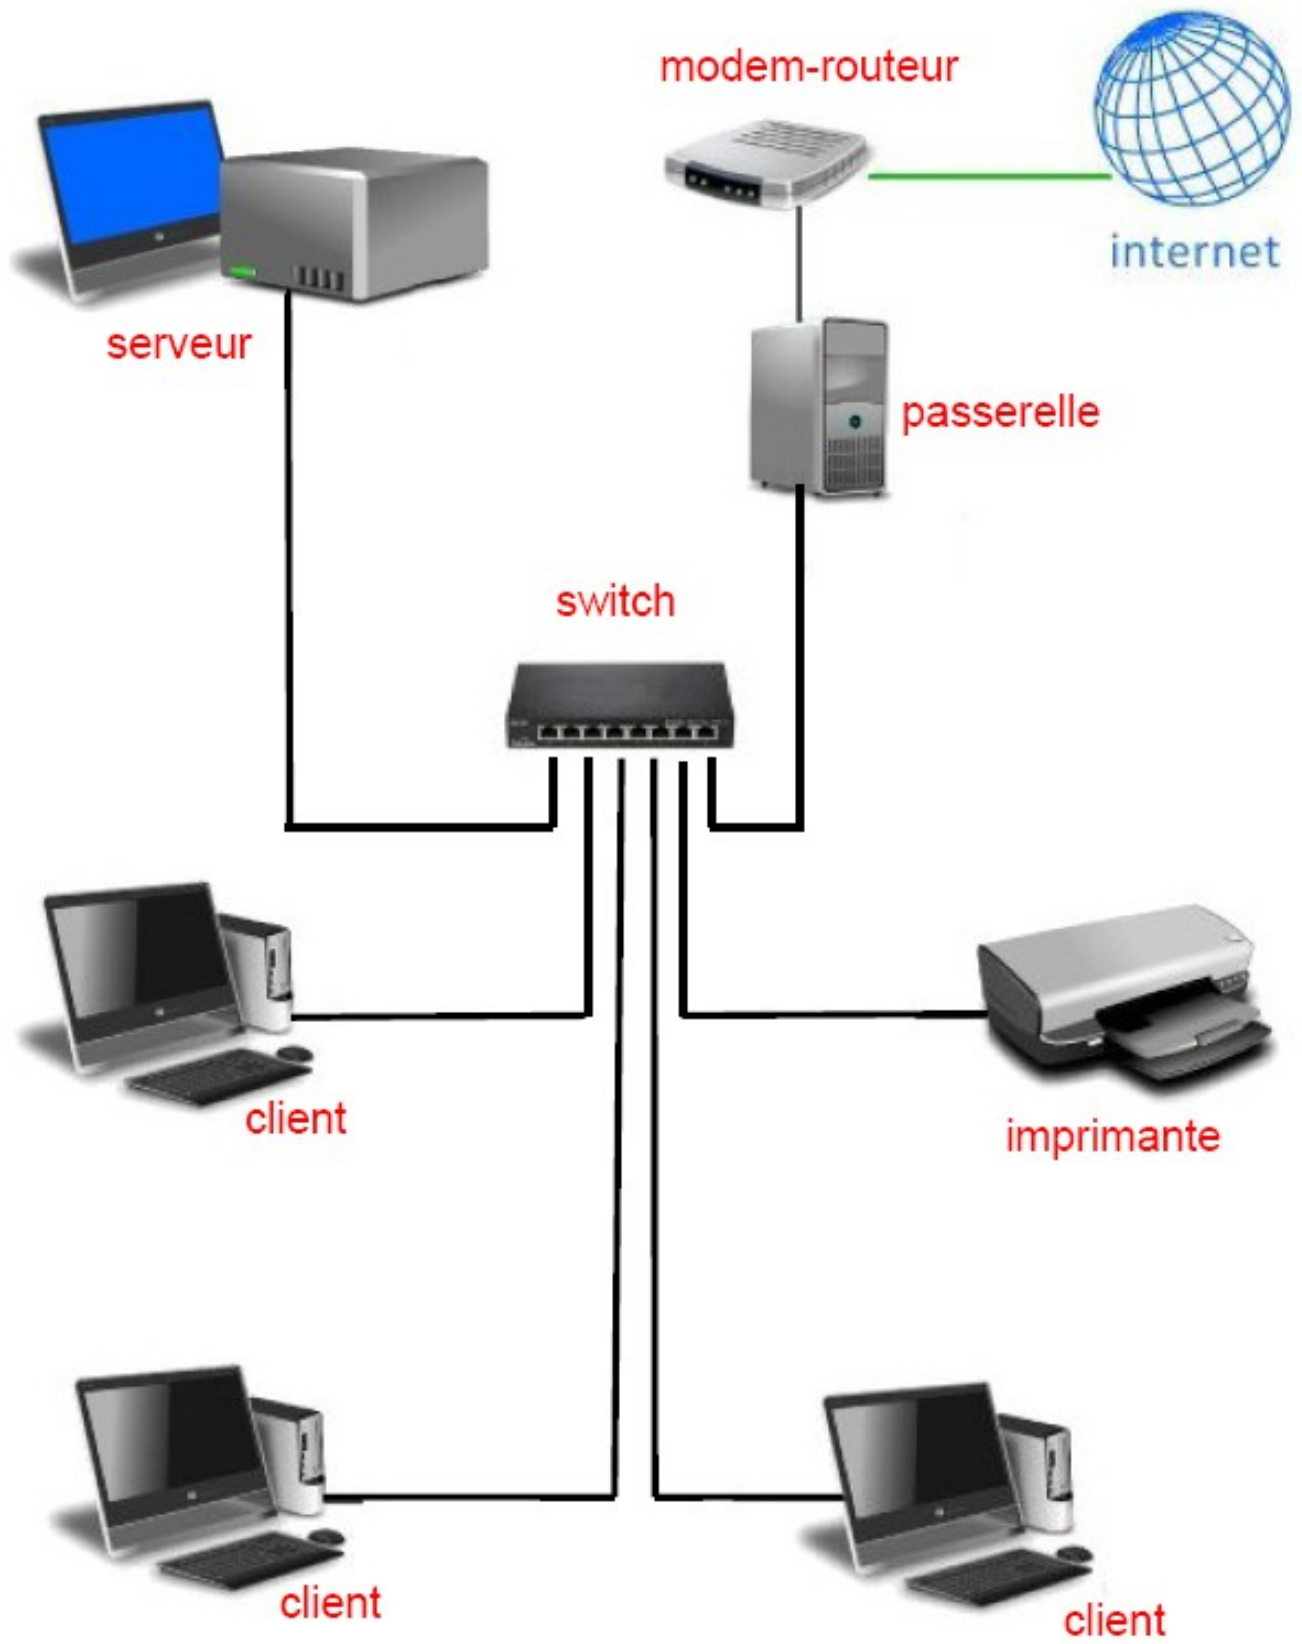 modem-routeur
internet
serveur
passerelle
switch
client
imprimante
client
client